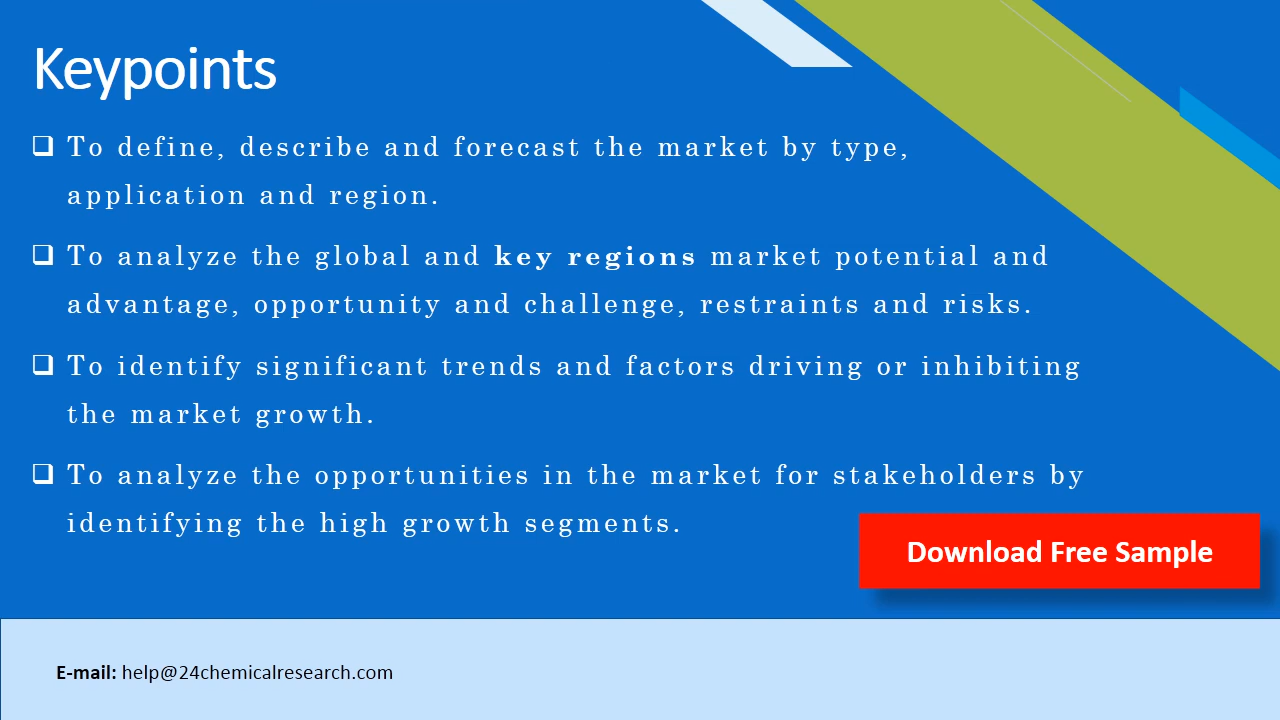 Keypoints
❑ To define, describe and forecast the market by type,
application and region.
❑ To analyze the global and key regions market potential and
advantage, opportunity and challenge, restraints and risks.
❑ To identify significant trends and factors driving or inhibiting
the market growth.
❑ To analyze the opportunities in the market for stakeholders by
identifying the high growth segments.
Download Free Sample
E-mail: help@24chemicalresearch.com